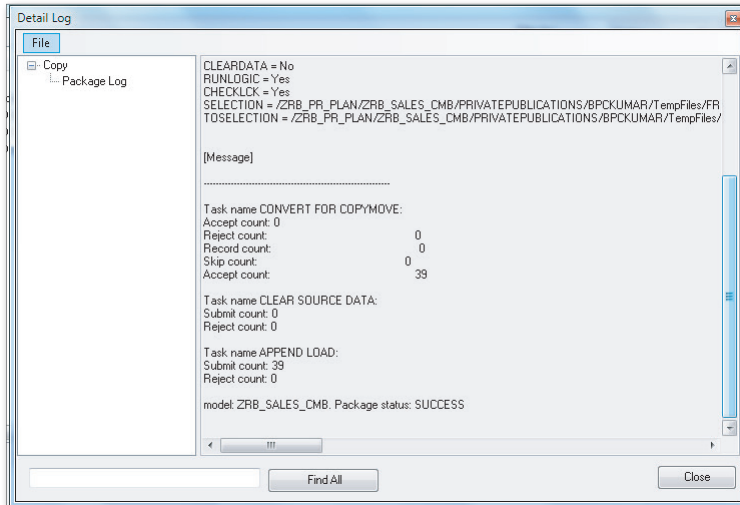 Detail Log
File
Copy
Package Log
CLEARDATA = No
RUNLOGIC = Yes
CHECKLCK = Yes
SELECTION = /ZRB_PR_PLAN/ZRB_SALES_CMB/PRIVATEPUBLICATIONS/BPCKUMAR/TempFiles/FR
TOSELECTION = /ZRB_PR_PLAN/ZRB_SALES_CMB/PRIVATEPUBLICATIONS/BPCKUMAR/TempFiles/
[Message]
--------------------------------------------------------------
Task name CONVERT FOR COPYMOVE:
Accept count: 0
Reject count: 0
Record count: 0
Skip count: 0
Accept count: 39
Task name CLEAR SOURCE DATA:
Submit count: 0
Reject count: 0
Task name APPEND LOAD:
Submit count: 39
Reject count: 0
model: ZRB_SALES_CMB. Package status: SUCCESS
Find All
Close